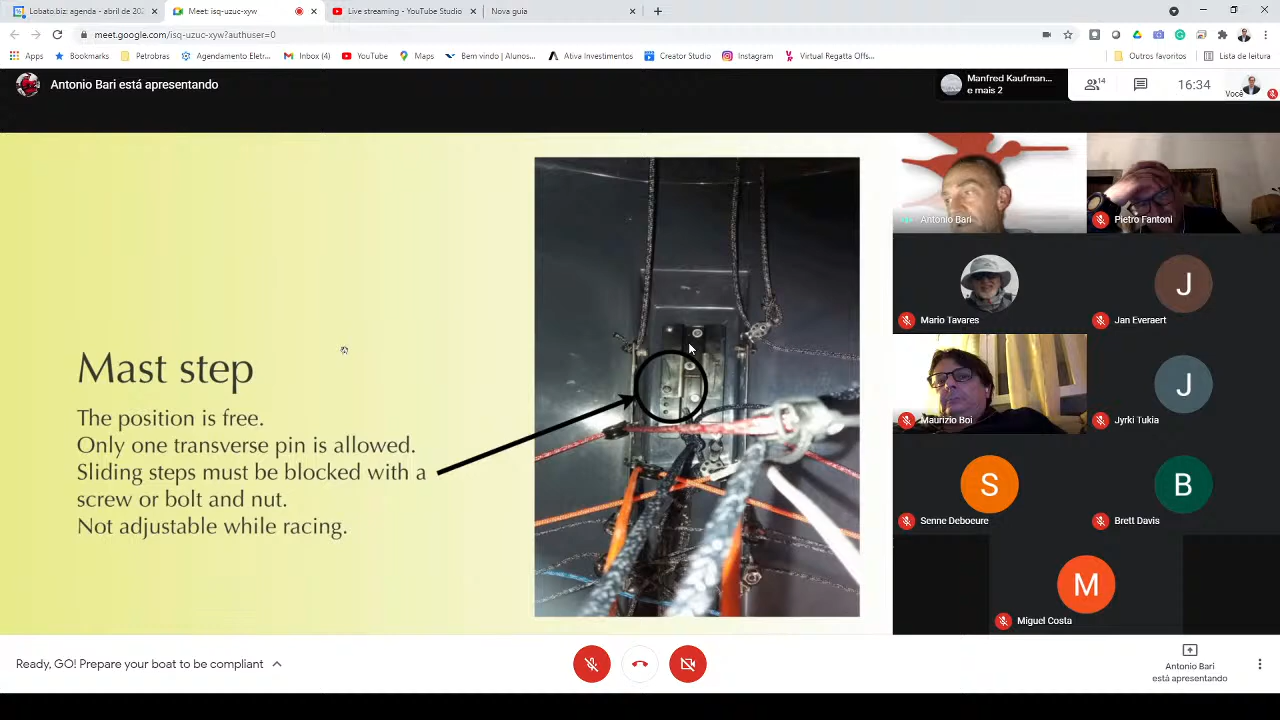 Lobato.biz: agenda - abril de 202
Meet: isq-uzuc-xyw
Live streaming - YouTube Studio
Nova guia
meet.google.com/isq-uzuc-xyw?authuser=0
Apps
Bookmarks
Petrobras
Agendamento Eletr...
Inbox (4)
YouTube
Maps
Bem vindo | Alunos...
Ativa Investimentos
Creator Studio
Instagram
Virtual Regatta Offs...
Outros favoritos
Lista de leitura
Antonio Bari está apresentando
Manfred Kaufman...
e mais 2
14
16:34
Você
Mast step
The position is free.
Only one transverse pin is allowed.
Sliding steps must be blocked with a
screw or bolt and nut.
Not adjustable while racing.
Antonio Bari
Pietro Fantoni
Mario Tavares
J
Jan Everaert
Maurizio Boi
J
Jyrki Tukia
S
Senne Deboeure
B
Brett Davis
M
Miguel Costa
Ready, GO! Prepare your boat to be compliant
Antonio Bari
está apresentando